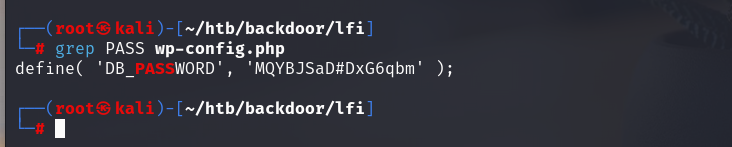 ┌──(root㉿kali)-[~/htb/backdoor/lfi]
└─# grep PASS wp-config.php
define( 'DB_PASSWORD', 'MQYBJSaD#DxG6qbm' );
┌──(root㉿kali)-[~/htb/backdoor/lfi]
└─#